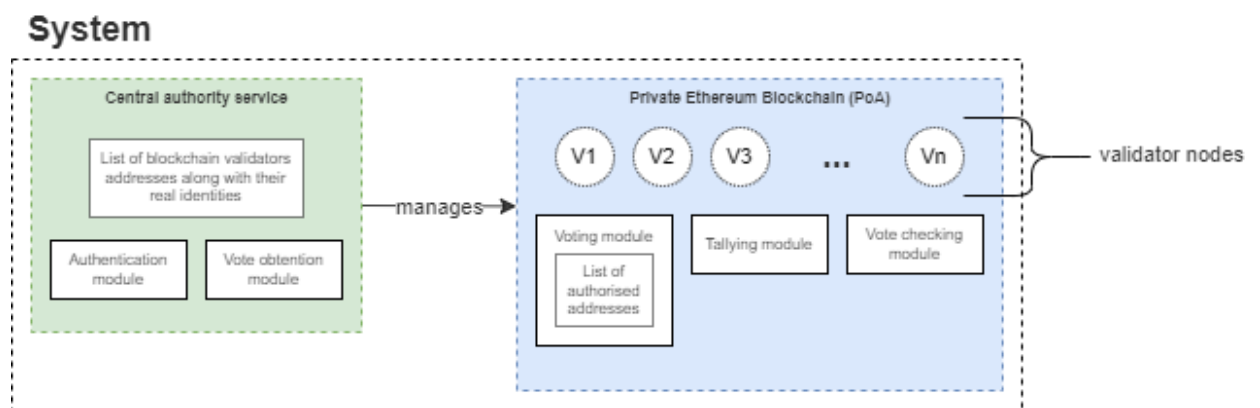 System
Central authority service
List of blockchain validators
addresses along with their
real identities
Authentication
module
Vote obtention
module
manages
Private Ethereum Blockchain (PoA)
V1
V2
V3
...
Vn
validator nodes
Voting module
List of
authorised
addresses
Tallying module
Vote checking
module